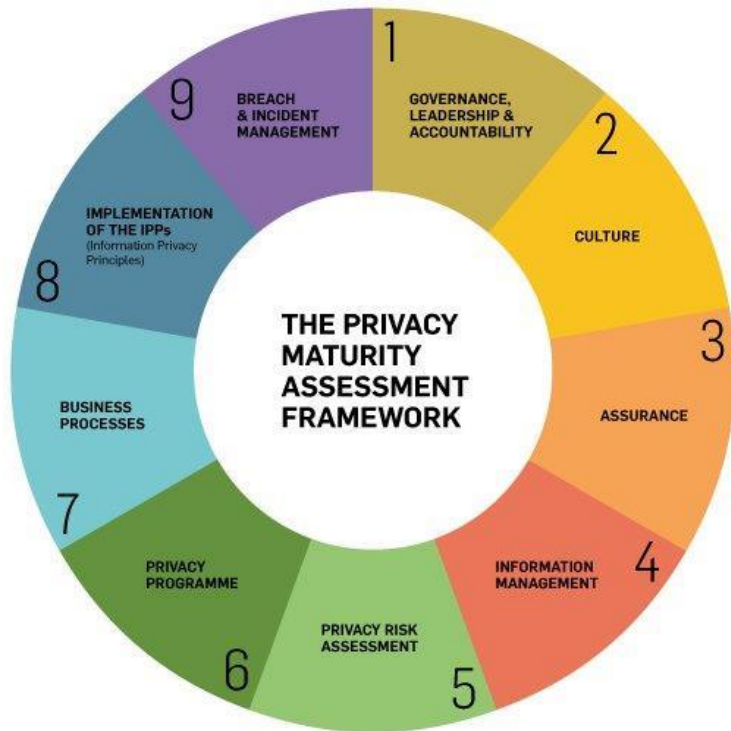 1
GOVERNANCE,
LEADERSHIP &
ACCOUNTABILITY
2
CULTURE
3
ASSURANCE
4
INFORMATION
MANAGEMENT
5
PRIVACY RISK
ASSESSMENT
6
PRIVACY
PROGRAMME
7
BUSINESS
PROCESSES
8
IMPLEMENTATION
OF THE IPPs
(Information Privacy
Principles)
9
BREACH
& INCIDENT
MANAGEMENT
THE PRIVACY
MATURITY
ASSESSMENT
FRAMEWORK